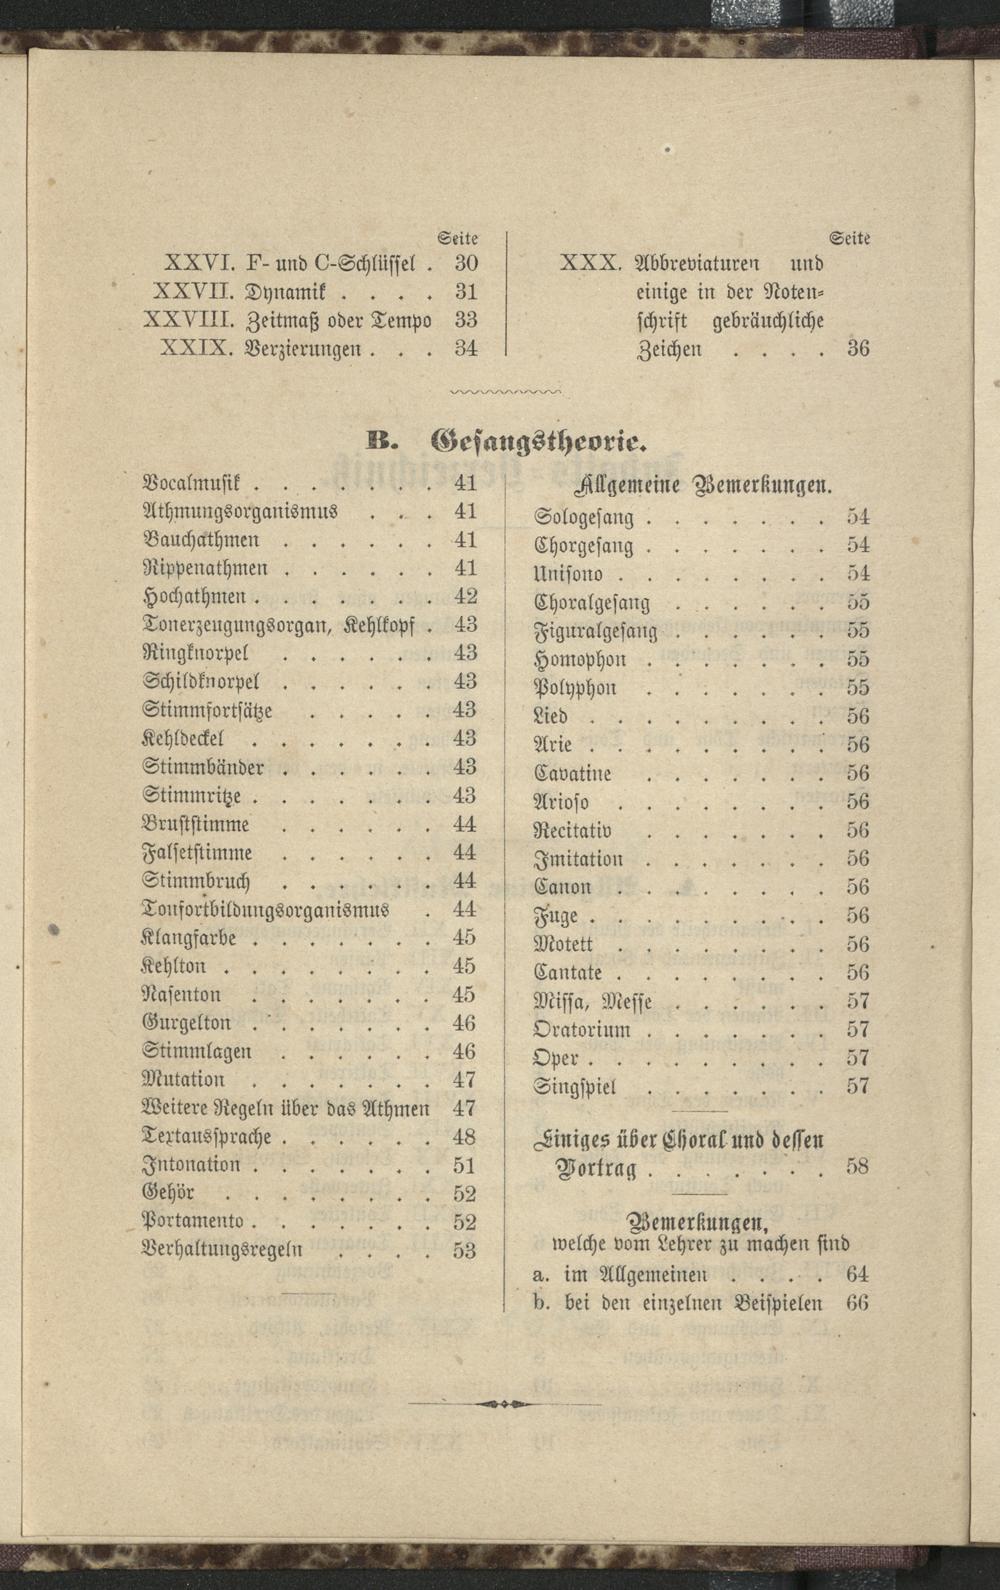 Seite
XXVI. F- und C-Schlüssel . 30
XXVII. Dynamik . . . . 31
XXVIII. Zeitmaß oder Tempo 33
XXIX. Verzierungen . . . 34
Seite
XXX. Abbreviaturen und
einige in der Noten-
schrift gebräuchliche
Zeichen . . . . 36
B. Gesangstheorie.
Vocalmusik . . . . . . . 41
Athmungsorganismus . . . 41
Bauchathmen . . . . . . 41
Rippenathmen . . . . . . 41
Hochathmen . . . . . . . 42
Tonerzeugungsorgan, Kehlkopf . 43
Ringknorpel . . . . . . 43
Schildknorpel . . . . . . 43
Stimmfortsätze . . . . . 43
Kehldeckel . . . . . . . 43
Stimmbänder . . . . . . 43
Stimmritze . . . . . . . 43
Bruststimme . . . . . . 44
Falsetstimme . . . . . . 44
Stimmbruch . . . . . . 44
Tonfortbildungsorganismus . 44
Klangfarbe . . . . . . . 45
Kehlton . . . . . . . . 45
Nasenton . . . . . . . 45
Gurgelton . . . . . . . 46
Stimmlagen . . . . . . 46
Mutation . . . . . . . 47
Weitere Regeln über das Athmen 47
Textaussprache . . . . . . 48
Intonation . . . . . . . 51
Gehör . . . . . . . . 52
Portamento . . . . . . . 52
Verhaltungsregeln . . . . 53
Allgemeine Bemerkungen.
Sologesang . . . . . . . 54
Chorgesang . . . . . . . 54
Unisono . . . . . . . . 54
Choralgesang . . . . . . 55
Figuralgesang . . . . . . 55
Homophon . . . . . . . 55
Polyphon . . . . . . . 55
Lied . . . . . . . . . 56
Arie . . . . . . . . . 56
Cavatine . . . . . . . 56
Arioso . . . . . . . . 56
Recitativ . . . . . . . 56
Imitation . . . . . . . 56
Canon . . . . . . . . 56
Fuge . . . . . . . . . 56
Motett . . . . . . . . 56
Cantate . . . . . . . . 56
Missa, Messe . . . . . . 57
Oratorium . . . . . . . 57
Oper . . . . . . . . . 57
Singspiel . . . . . . . 57
Einiges über Choral und dessen
Vortrag . . . . . . . 58
Bemerkungen,
welche vom Lehrer zu machen sind
a. im Allgemeinen . . . . 64
b. bei den einzelnen Beispielen 66